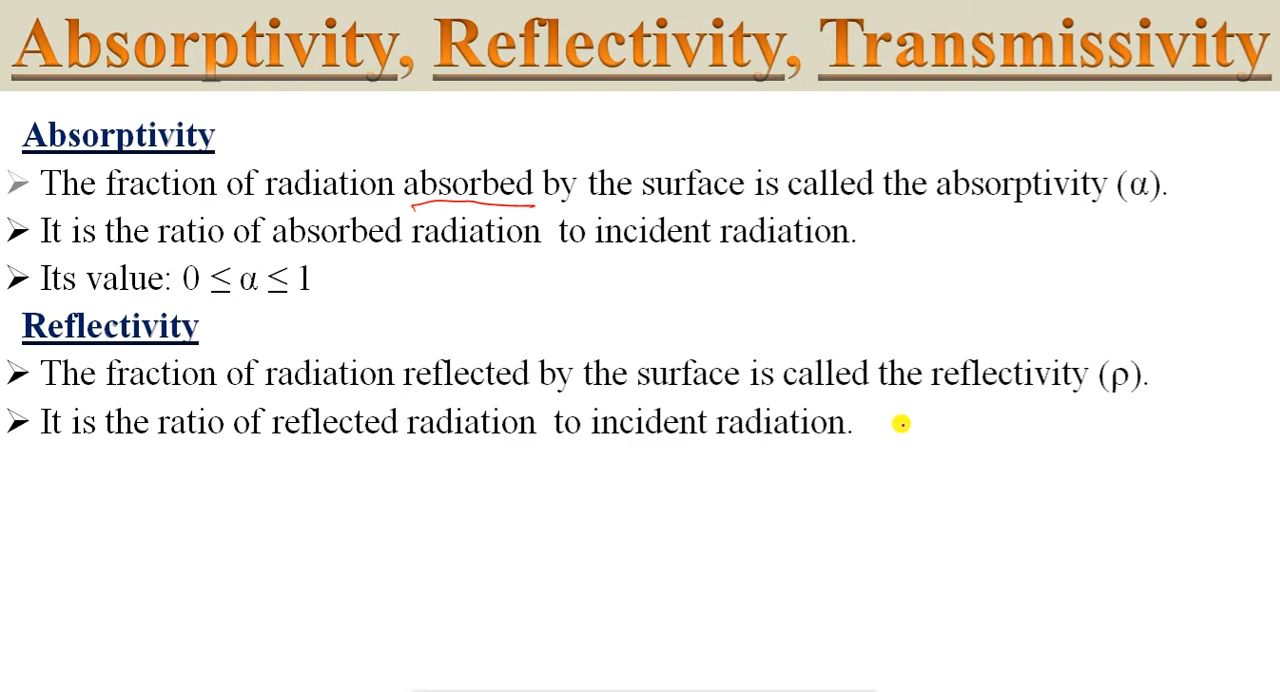 Absorptivity, Reflectivity, Transmissivity
Absorptivity
➢ The fraction of radiation absorbed by the surface is called the absorptivity (α).
➢ It is the ratio of absorbed radiation to incident radiation.
➢ Its value: 0 ≤ α ≤ 1
Reflectivity
➢ The fraction of radiation reflected by the surface is called the reflectivity (ρ).
➢ It is the ratio of reflected radiation to incident radiation.